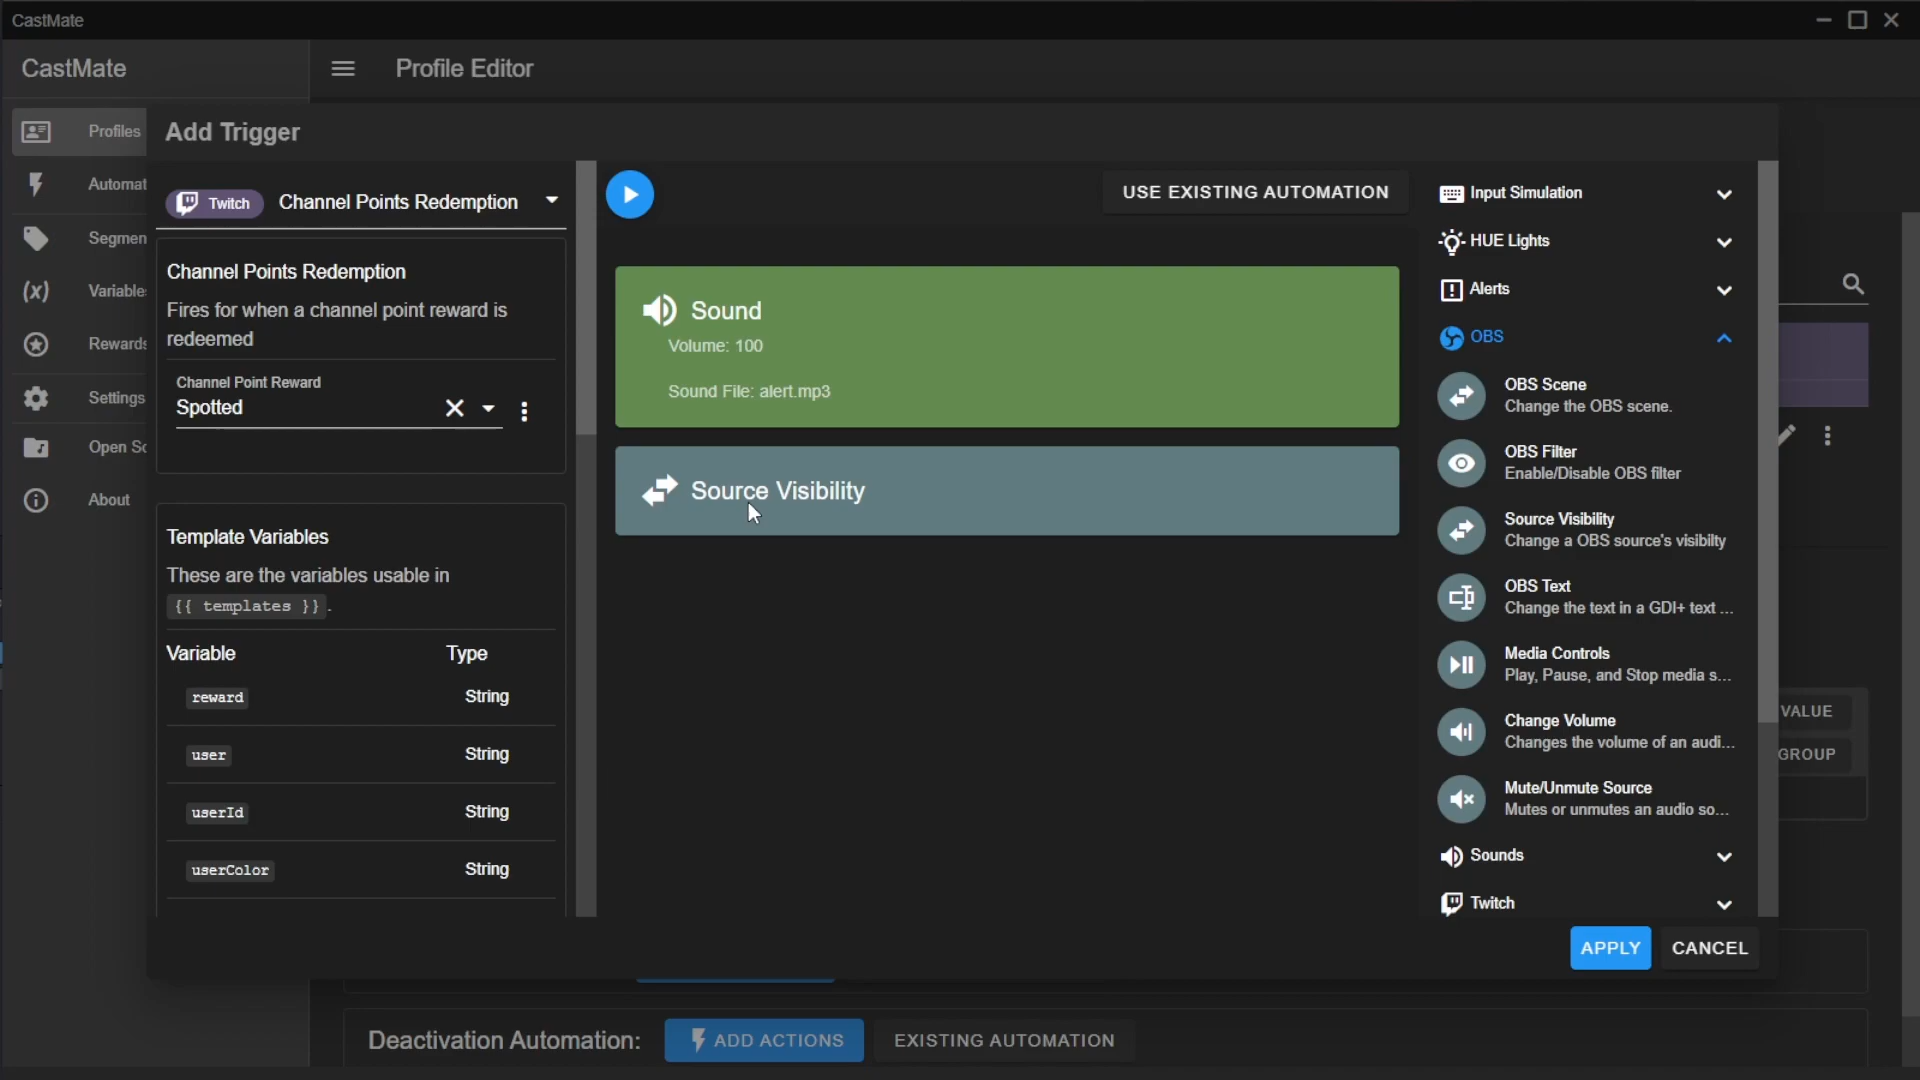 CastMate
CastMate
Profile Editor
Profiles
Automat
Segmen
Variable
Rewards
Settings
Open Sc
About
Add Trigger
Twitch
Channel Points Redemption
Channel Points Redemption
Fires for when a channel point reward is
redeemed
Channel Point Reward
Spotted
Template Variables
These are the variables usable in
{{ templates }}.
Variable Type
reward String
user String
userId String
userColor String
USE EXISTING AUTOMATION
Sound
Volume: 100
Sound File: alert.mp3
Source Visibility
Input Simulation
HUE Lights
Alerts
OBS
OBS Scene
Change the OBS scene.
OBS Filter
Enable/Disable OBS filter
Source Visibility
Change a OBS source's visibilty
OBS Text
Change the text in a GDI+ text ...
Media Controls
Play, Pause, and Stop media s...
Change Volume
Changes the volume of an audi...
Mute/Unmute Source
Mutes or unmutes an audio so...
Sounds
Twitch
VALUE
GROUP
APPLY
CANCEL
Deactivation Automation:
ADD ACTIONS
EXISTING AUTOMATION